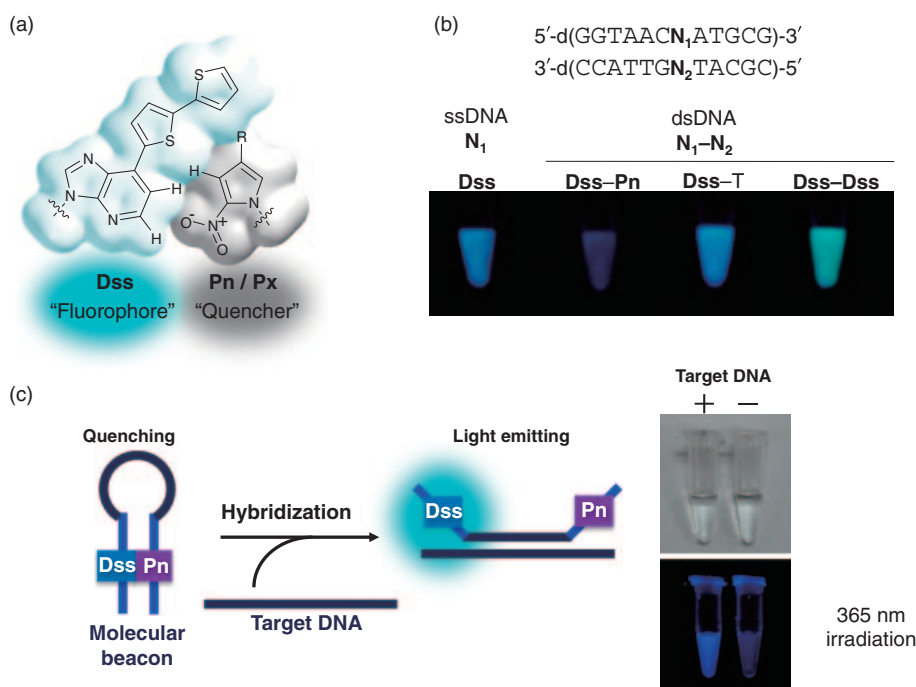 (a)
S
S
R
N
N
N
H
H
H
N
N
N⁺
O⁻
O
Dss
"Fluorophore"
Pn / Px
"Quencher"
(b)
5′-d(GGTAACN₁ATGCG)-3′
3′-d(CCATTGN₂TACGC)-5′
ssDNA
N₁
dsDNA
N₁–N₂
Dss
Dss–Pn
Dss–T
Dss–Dss
(c)
Quenching
Dss
Pn
Molecular
beacon
Hybridization
Target DNA
Light emitting
Dss
Pn
Target DNA
+ −
365 nm
irradiation